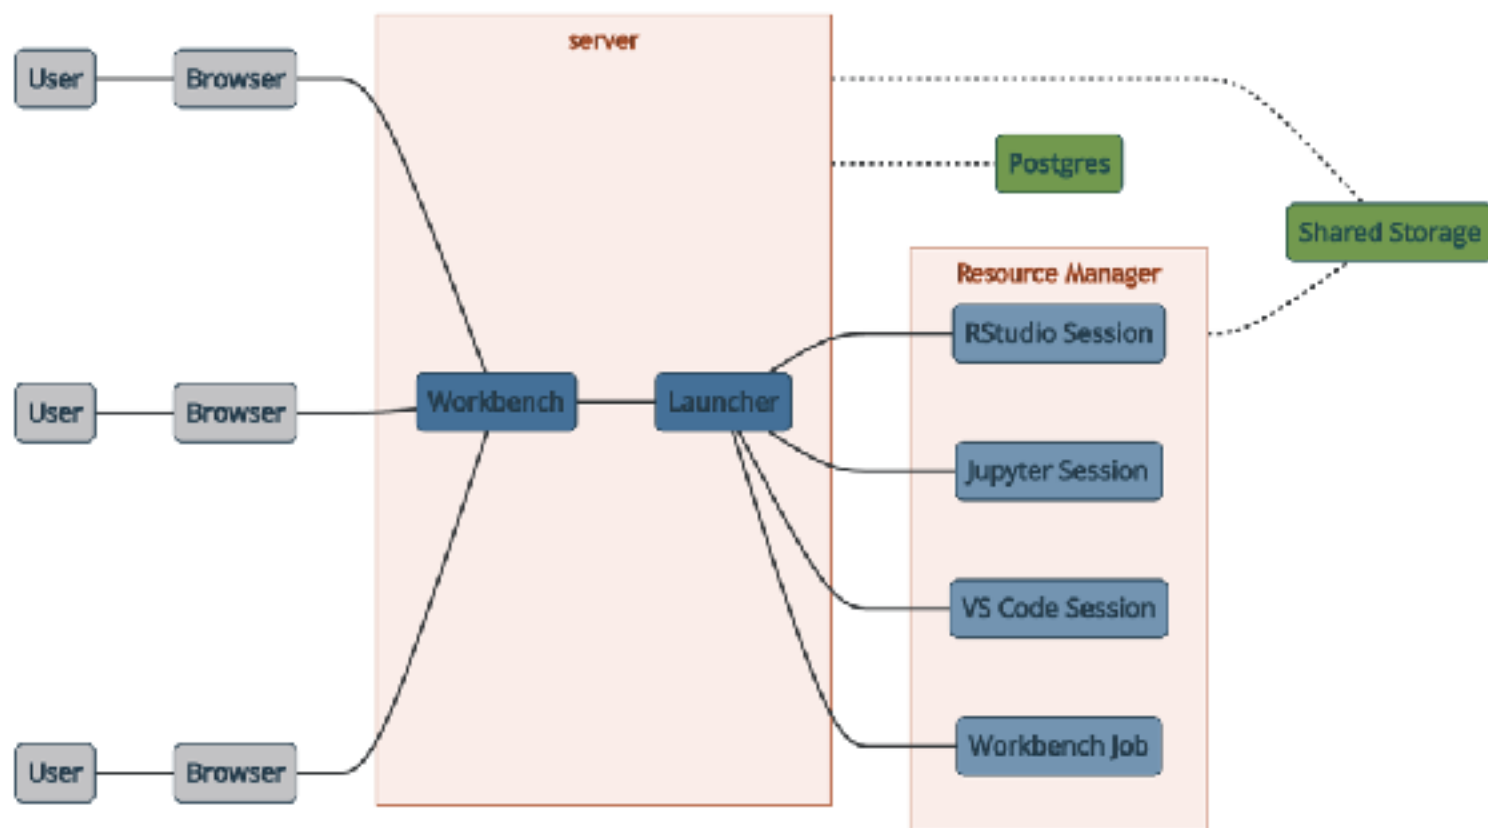 server
User
Browser
Postgres
Shared Storage
Resource Manager
RStudio Session
User
Browser
Workbench
Launcher
Jupyter Session
VS Code Session
Workbench Job
User
Browser